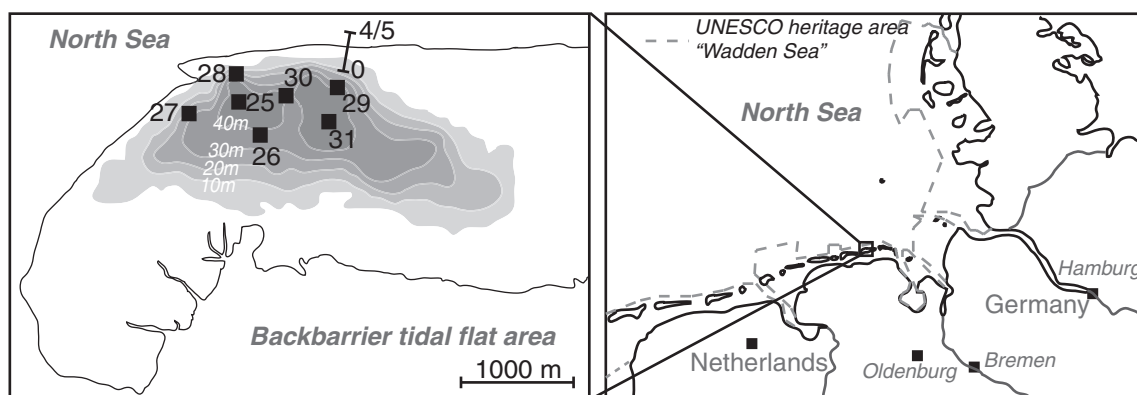 North Sea
4/5
0
28
30
27
25
29
40m
26
31
30m
20m
10m
Backbarrier tidal flat area
1000 m
UNESCO heritage area
“Wadden Sea”
North Sea
Hamburg
Germany
Netherlands
Oldenburg
Bremen